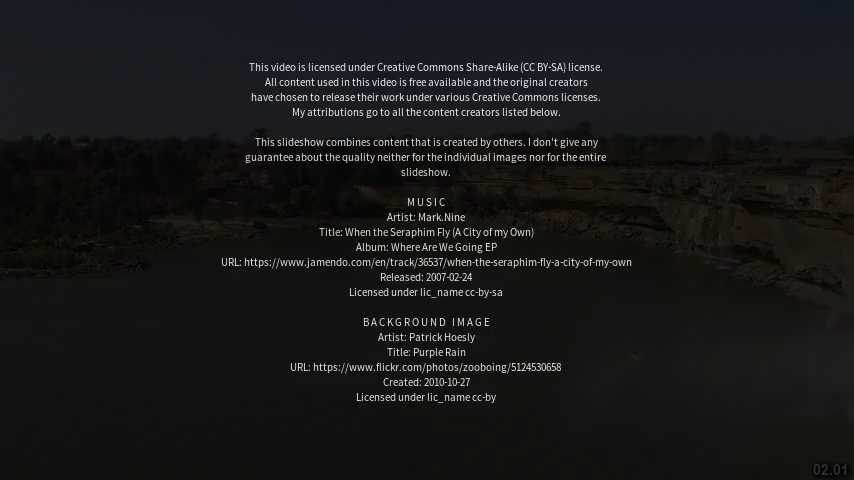 This video is licensed under Creative Commons Share-Alike (CC BY-SA) license.
All content used in this video is free available and the original creators
have chosen to release their work under various Creative Commons licenses.
My attributions go to all the content creators listed below.
This slideshow combines content that is created by others. I don't give any
guarantee about the quality neither for the individual images nor for the entire
slideshow.
MUSIC
Artist: Mark.Nine
Title: When the Seraphim Fly (A City of my Own)
Album: Where Are We Going EP
URL: https://www.jamendo.com/en/track/36537/when-the-seraphim-fly-a-city-of-my-own
Released: 2007-02-24
Licensed under lic_name cc-by-sa
BACKGROUND IMAGE
Artist: Patrick Hoesly
Title: Purple Rain
URL: https://www.flickr.com/photos/zooboing/5124530658
Created: 2010-10-27
Licensed under lic_name cc-by
02.01